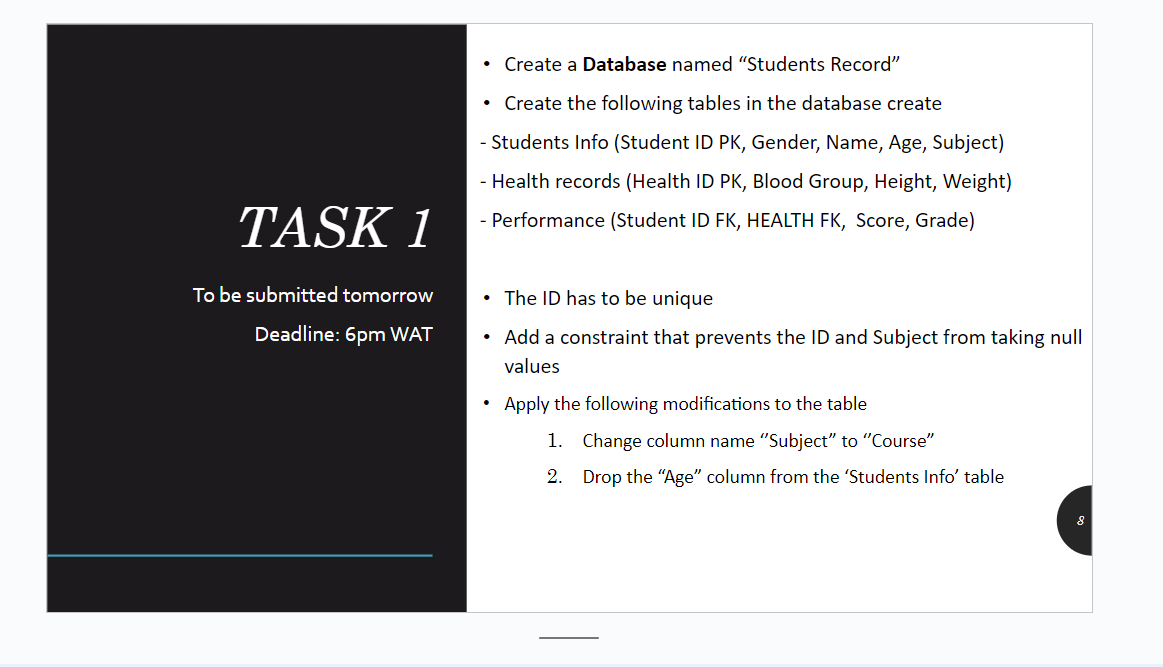 TASK 1
To be submitted tomorrow
Deadline: 6pm WAT
• Create a Database named “Students Record”
• Create the following tables in the database create
- Students Info (Student ID PK, Gender, Name, Age, Subject)
- Health records (Health ID PK, Blood Group, Height, Weight)
- Performance (Student ID FK, HEALTH FK, Score, Grade)
• The ID has to be unique
• Add a constraint that prevents the ID and Subject from taking null
values
• Apply the following modifications to the table
1. Change column name ‘’Subject” to ‘’Course”
2. Drop the “Age” column from the ‘Students Info’ table
8